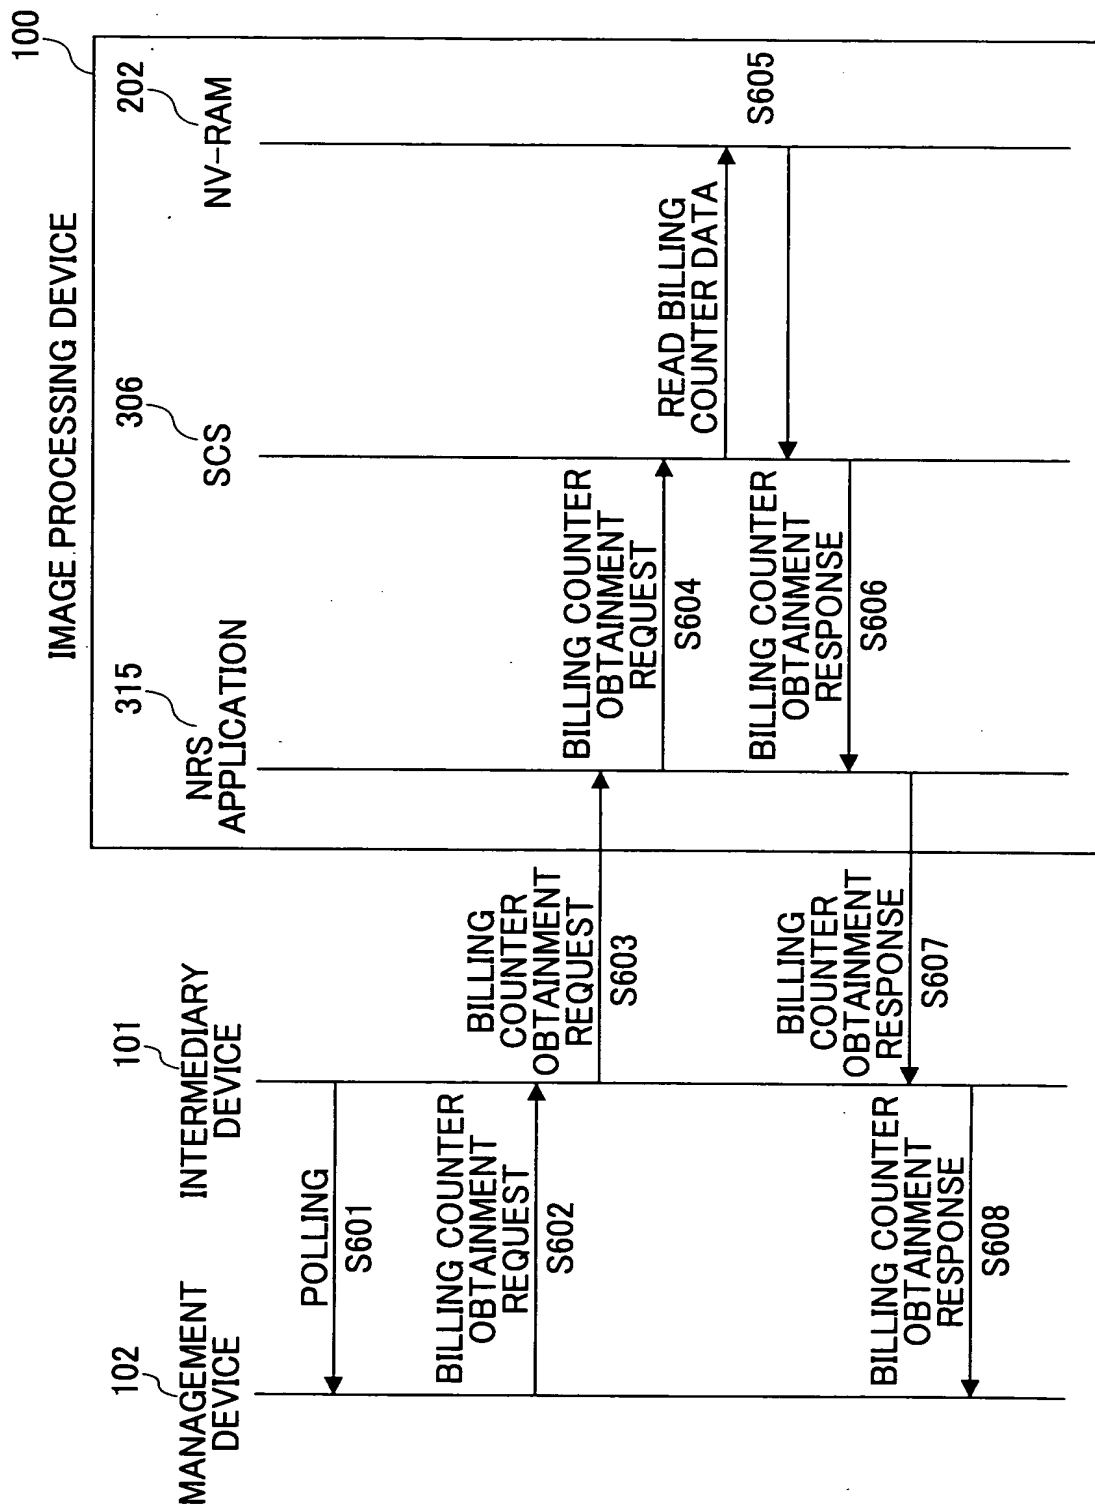 IMAGE PROCESSING DEVICE
100
102
MANAGEMENT
DEVICE
101
INTERMEDIARY
DEVICE
315
NRS
APPLICATION
306
SCS
202
NV-RAM
POLLING
S601
BILLING COUNTER
OBTAINMENT
REQUEST
S602
BILLING
COUNTER
OBTAINMENT
REQUEST
S603
BILLING COUNTER
OBTAINMENT
REQUEST
S604
READ BILLING
COUNTER DATA
S605
BILLING COUNTER
OBTAINMENT
RESPONSE
S606
BILLING
COUNTER
OBTAINMENT
RESPONSE
S607
BILLING COUNTER
OBTAINMENT
RESPONSE
S608